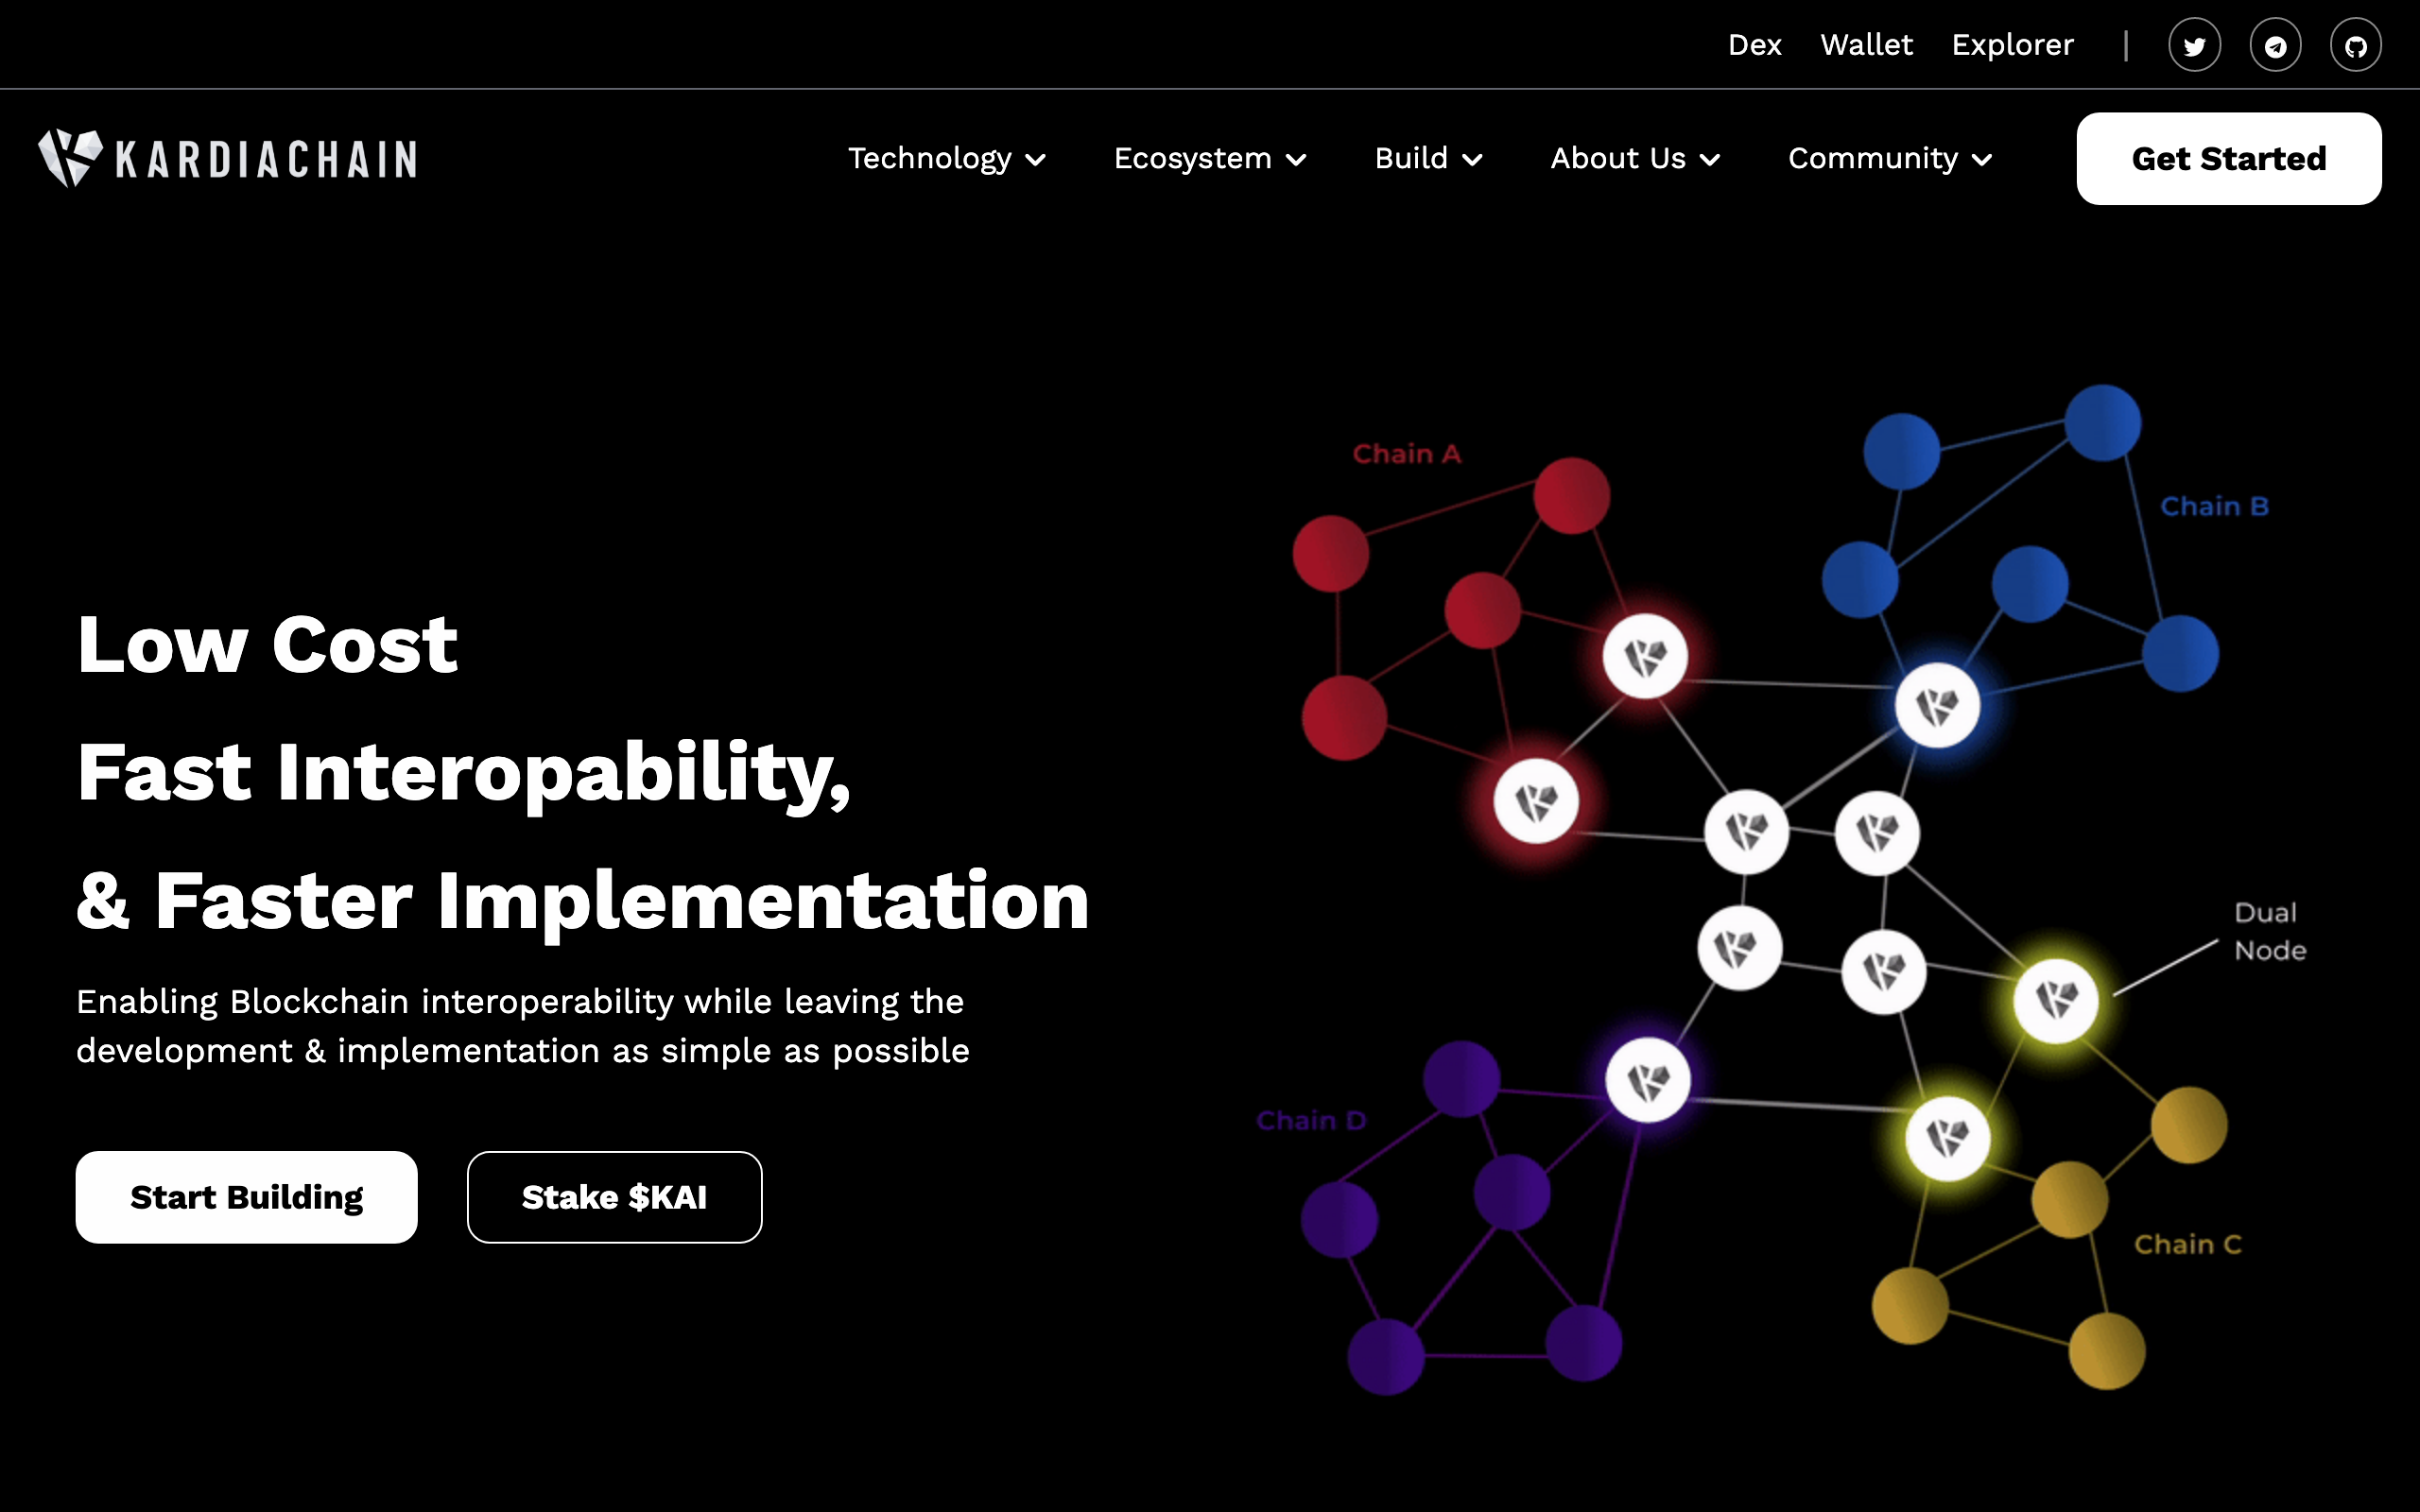 Dex Wallet Explorer |
KARDIACHAIN Technology Ecosystem Build About Us Community Get Started
Low Cost
Fast Interopability,
& Faster Implementation
Enabling Blockchain interoperability while leaving the
development & implementation as simple as possible
Start Building Stake $KAI
Chain A
Chain B
Dual
Node
Chain D
Chain C